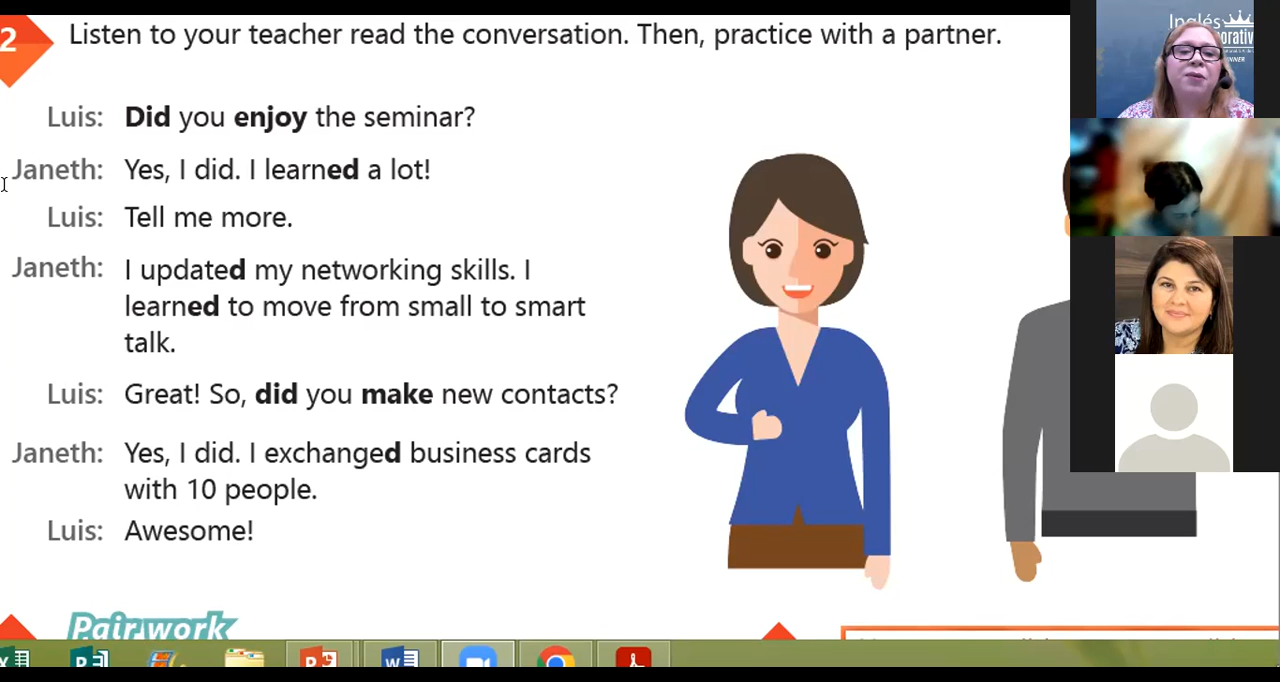 2 Listen to your teacher read the conversation. Then, practice with a partner.
Luis: Did you enjoy the seminar?
Janeth: Yes, I did. I learned a lot!
Luis: Tell me more.
Janeth: I updated my networking skills. I
learned to move from small to smart
talk.
Luis: Great! So, did you make new contacts?
Janeth: Yes, I did. I exchanged business cards
with 10 people.
Luis: Awesome!
Pair work
Inglés